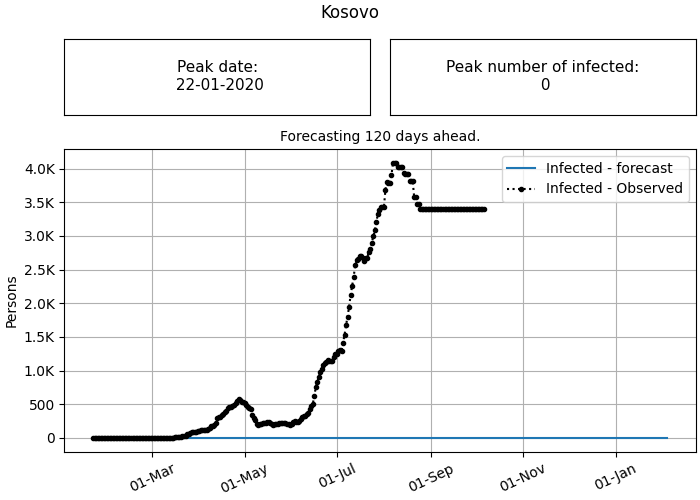 Kosovo
Peak date:
22-01-2020
Peak number of infected:
0
Forecasting 120 days ahead.
Infected - forecast
Infected - Observed
Persons
4.0K
3.5K
3.0K
2.5K
2.0K
1.5K
1.0K
500
0
01-Mar
01-May
01-Jul
01-Sep
01-Nov
01-Jan